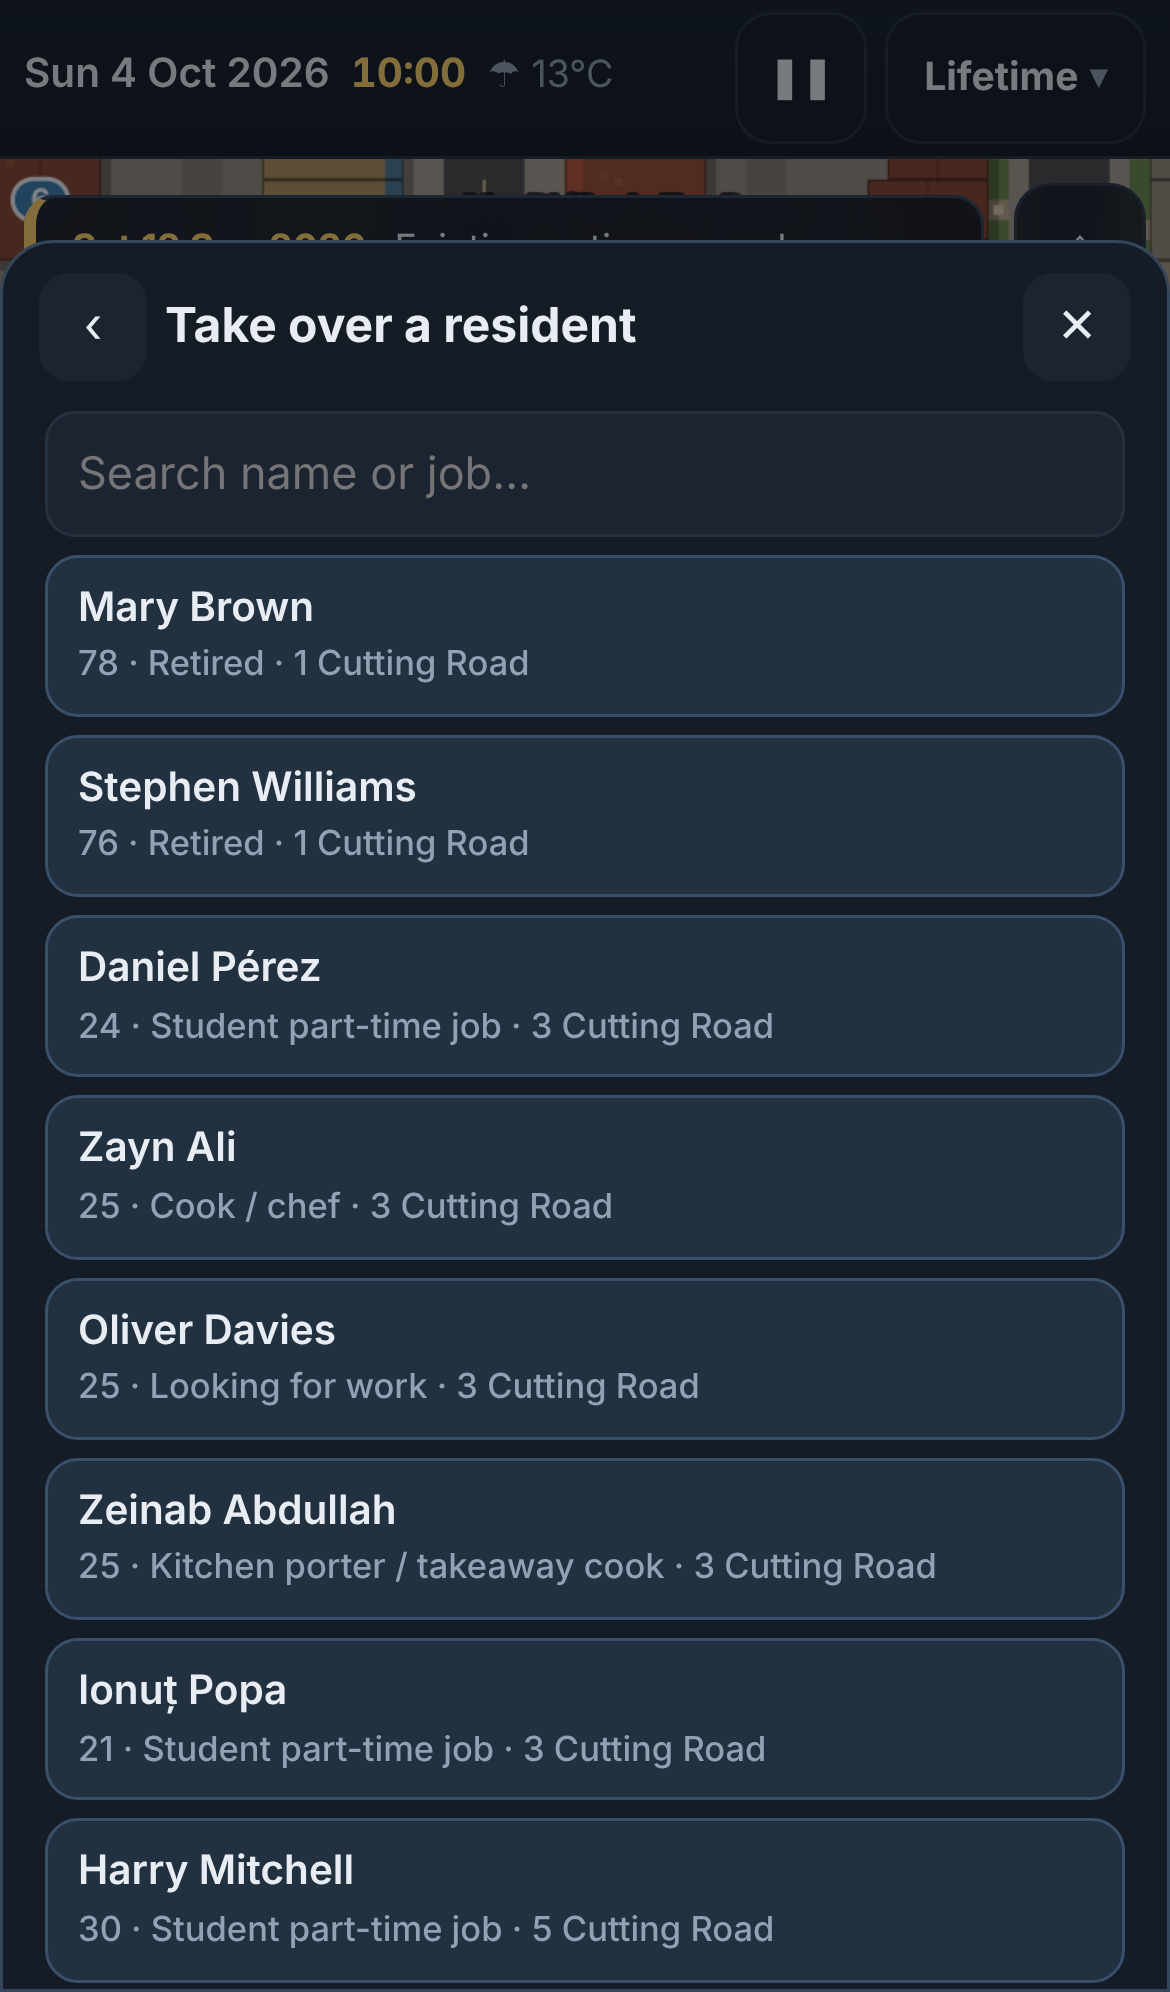 Sun 4 Oct 2026 10:00 ☂ 13°C ❚❚ Lifetime ▾
6
‹ Take over a resident ✕
Search name or job...
Mary Brown
78 · Retired · 1 Cutting Road
Stephen Williams
76 · Retired · 1 Cutting Road
Daniel Pérez
24 · Student part-time job · 3 Cutting Road
Zayn Ali
25 · Cook / chef · 3 Cutting Road
Oliver Davies
25 · Looking for work · 3 Cutting Road
Zeinab Abdullah
25 · Kitchen porter / takeaway cook · 3 Cutting Road
Ionuț Popa
21 · Student part-time job · 3 Cutting Road
Harry Mitchell
30 · Student part-time job · 5 Cutting Road